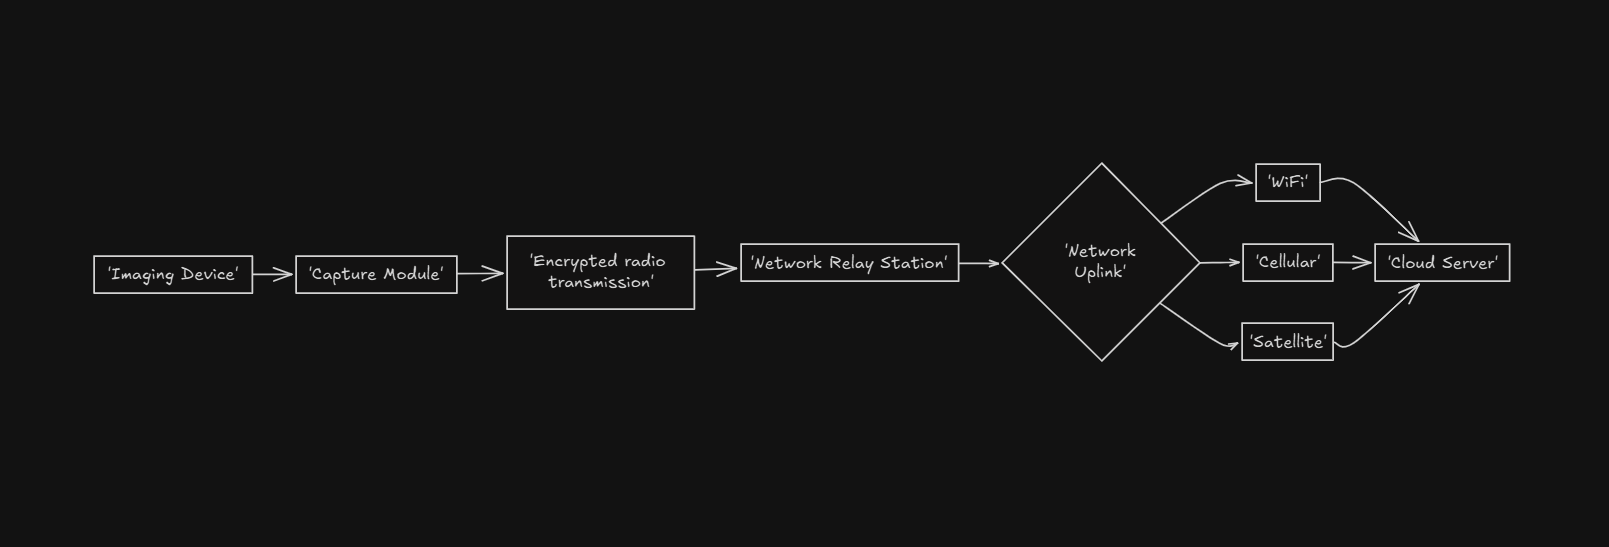 'Imaging Device'
'Capture Module'
'Encrypted radio
transmission'
'Network Relay Station'
'Network
Uplink'
'WiFi'
'Cellular'
'Satellite'
'Cloud Server'